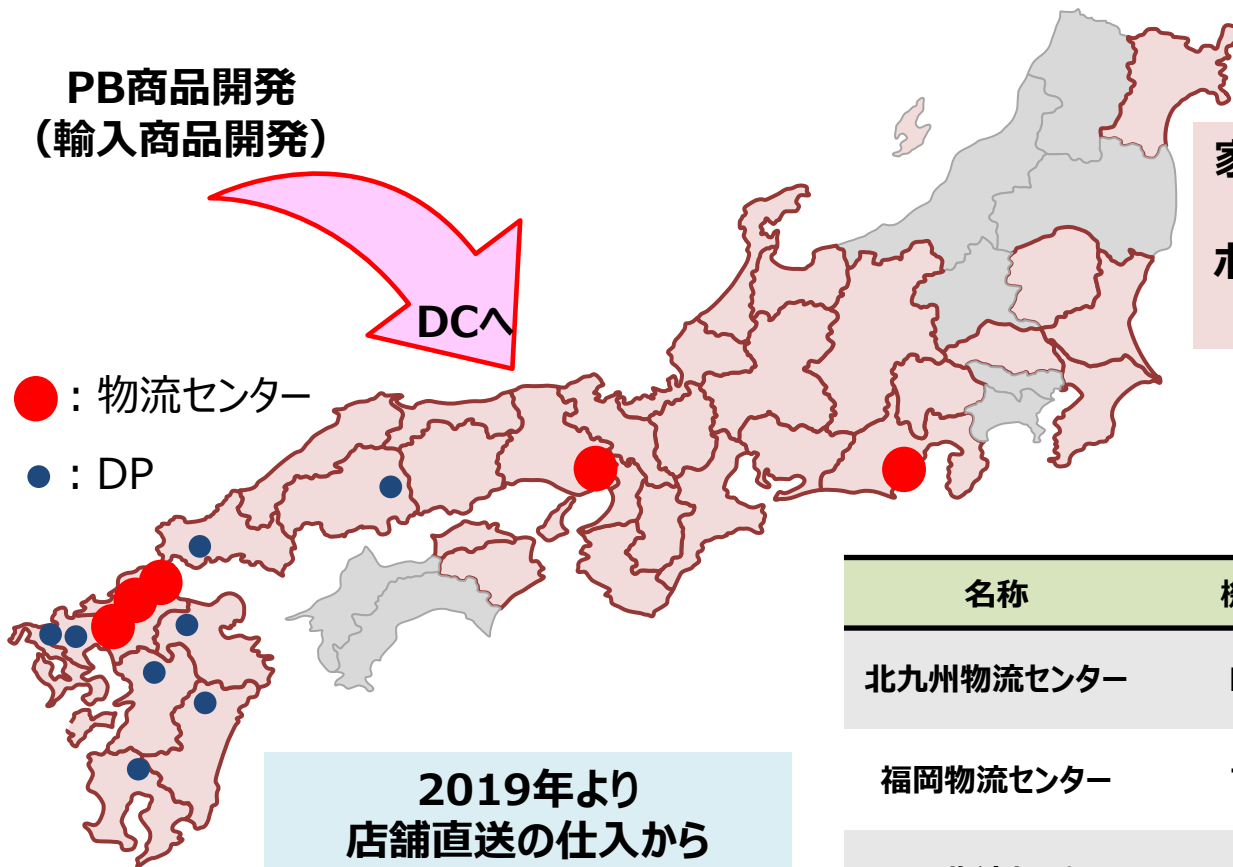 PB商品開発
（輸入商品開発）
DCへ
：物流センター
：DP
2019年より
店舗直送の仕入から
名称
北九州物流センター
福岡物流センター